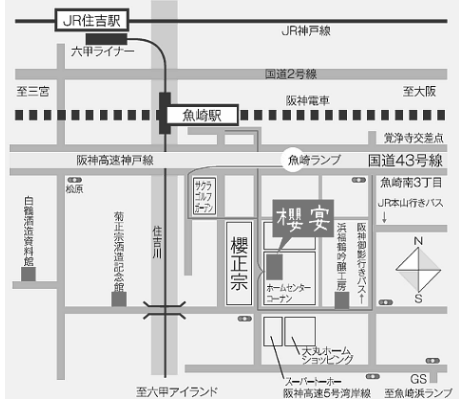 JR住吉駅
JR神戸線
六甲ライナー
国道2号線
至三宮
至大阪
阪神電車
魚崎駅
覚浄寺交差点
阪神高速神戸線
魚崎ランプ
国道43号線
魚崎南3丁目
松原
サクラ
ゴルフ
ガーデン
JR本山行きバス
櫻宴
白鶴酒造資料館
菊正宗酒造記念館
住吉川
櫻正宗
浜福鶴吟醸工房
阪神御影行きバス
N
S
ホームセンター
コーナン
大丸ホーム
ショッピング
スーパートーホー
阪神高速5号湾岸線
GS
至六甲アイランド
至魚崎浜ランプ